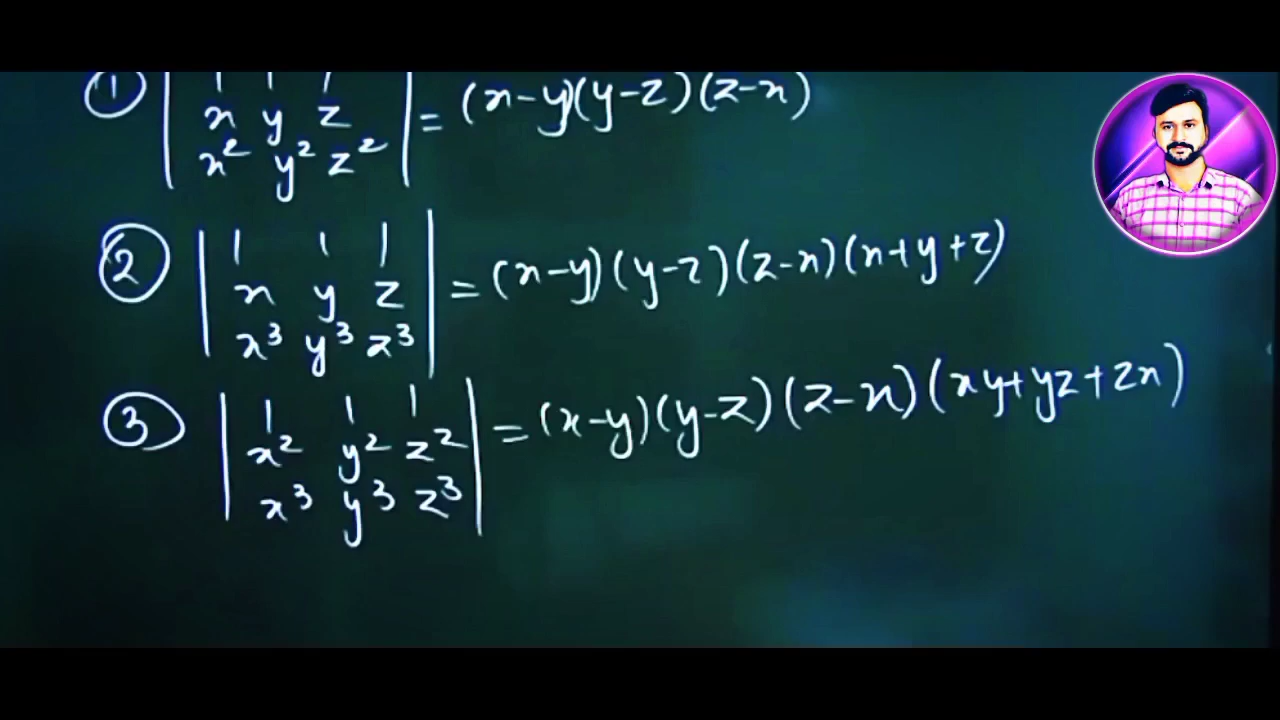 ① | 1 1 1 |
| x y z | = (x-y)(y-z)(z-x)
| x² y² z² |
② | 1 1 1 |
| x y z | = (x-y)(y-z)(z-x)(x+y+z)
| x³ y³ z³ |
③ | 1 1 1 |
| x² y² z² | = (x-y)(y-z)(z-x)(xy+yz+zx)
| x³ y³ z³ |